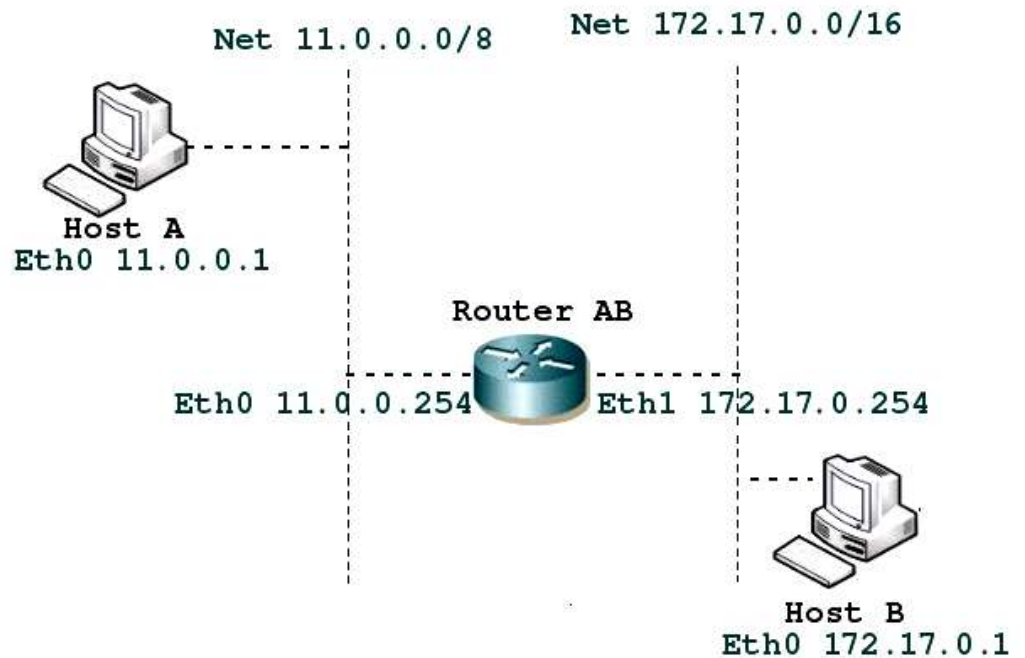 Net 11.0.0.0/8
Net 172.17.0.0/16
Host A
Eth0 11.0.0.1
Router AB
Eth0 11.0.0.254
Eth1 172.17.0.254
Host B
Eth0 172.17.0.1